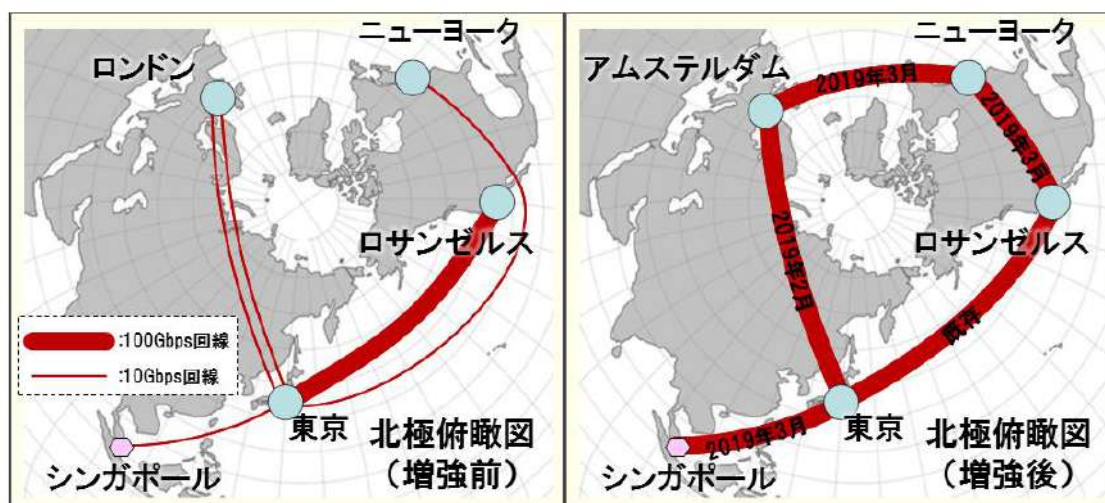 ニューヨーク
ロンドン
ロサンゼルス
:100Gbps回線
:10Gbps回線
東京
シンガポール
北極俯瞰図
(増強前)
ニューヨーク
アムステルダム
2019年3月
2019年3月
ロサンゼルス
2019年2月
既存
東京
2019年3月
シンガポール
北極俯瞰図
(増強後)